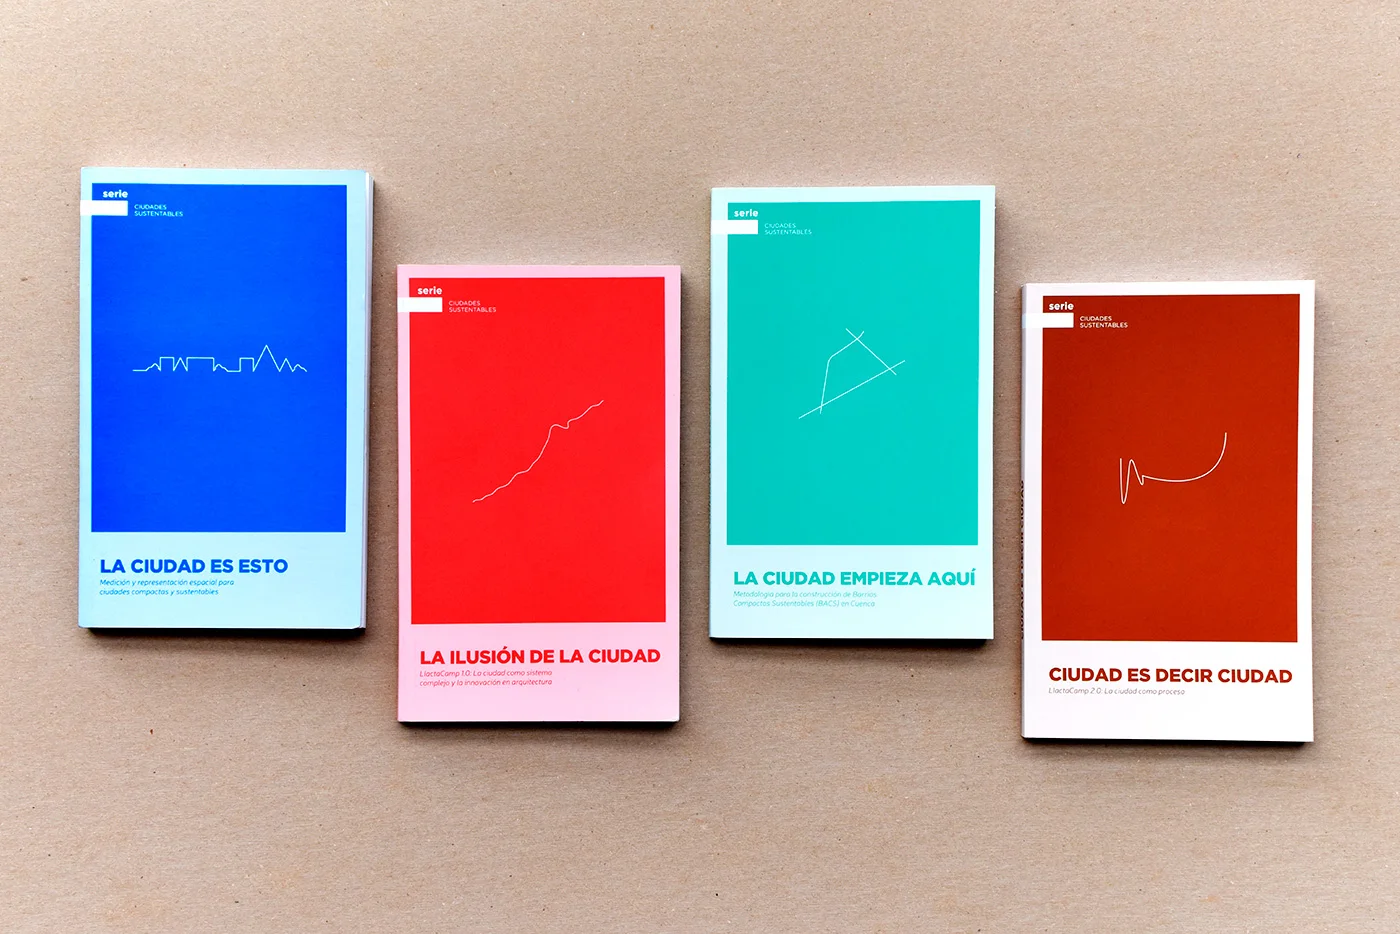 serie
CIUDADES
SUSTENTABLES
LA CIUDAD ES ESTO
Medición y representación espacial para
ciudades compactas y sustentables
serie
CIUDADES
SUSTENTABLES
LA ILUSIÓN DE LA CIUDAD
LlactaCamp 1.0: La ciudad como sistema
complejo y la innovación en arquitectura
serie
CIUDADES
SUSTENTABLES
LA CIUDAD EMPIEZA AQUÍ
Metodología para la construcción de Barrios
Compactos Sustentables (BACS) en Cuenca
serie
CIUDADES
SUSTENTABLES
CIUDAD ES DECIR CIUDAD
LlactaCamp 2.0: La ciudad como proceso